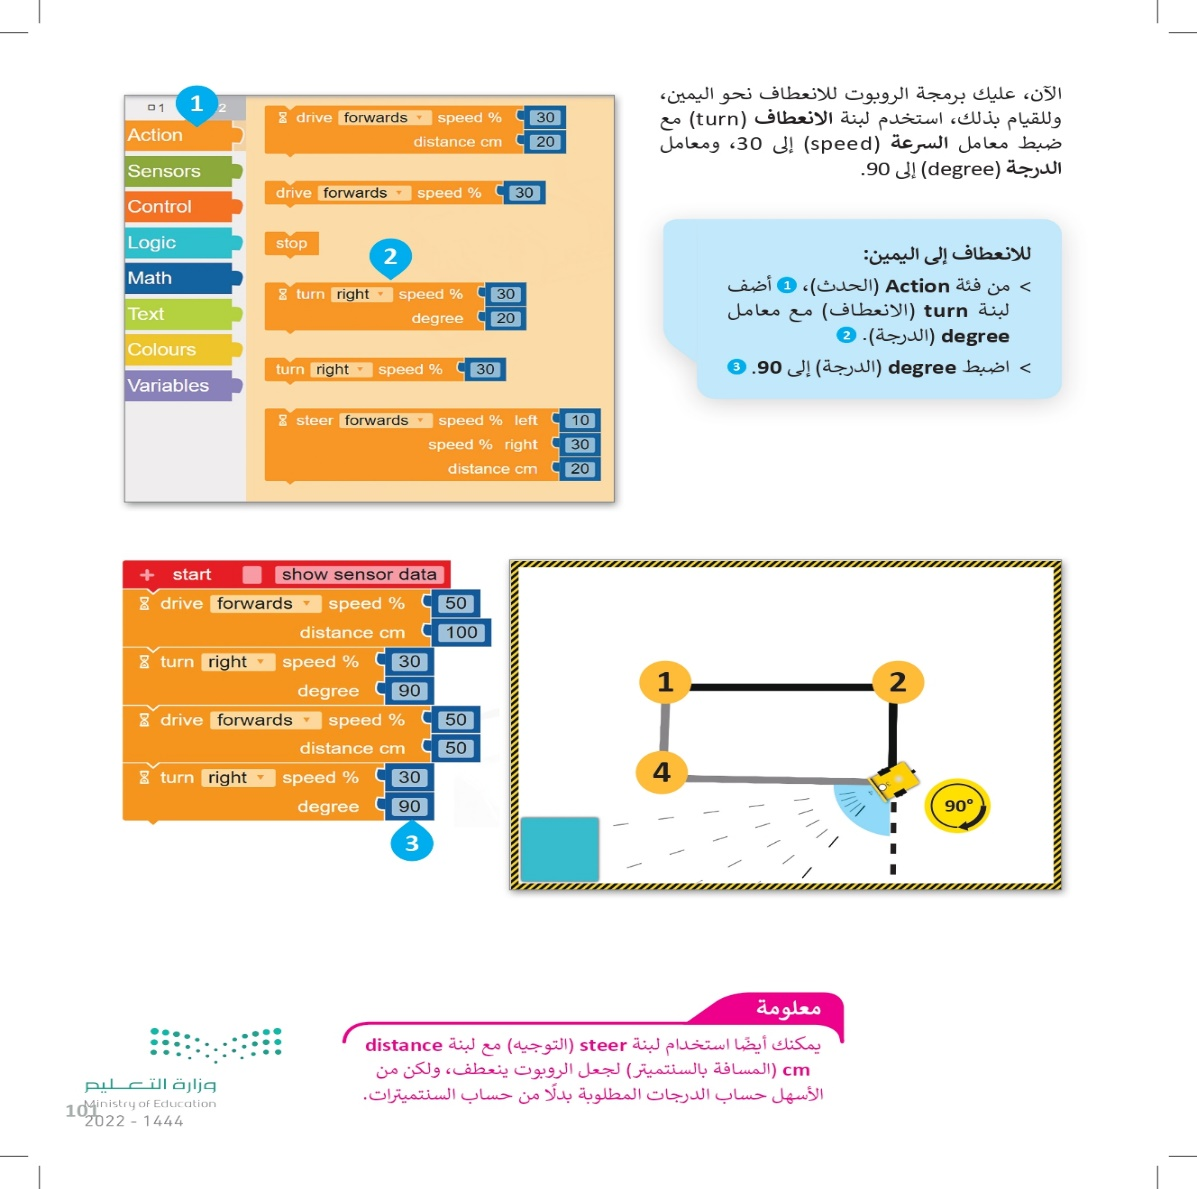 الآن، عليك برمجة الروبوت للانعطاف نحو اليمين،
وللقيام بذلك، استخدم لبنة الانعطاف (turn) مع
ضبط معامل السرعة (speed) إلى 30، ومعامل
الدرجة (degree) إلى 90.
للانعطاف إلى اليمين:
> من فئة Action (الحدث)، 1 أضف
لبنة turn (الانعطاف) مع معامل
degree (الدرجة). 2
> اضبط degree (الدرجة) إلى 90. 3
1 1 2
Action
Sensors
Control
Logic
Math
Text
Colours
Variables
drive forwards speed % 30
distance cm 20
drive forwards speed % 30
stop
2
turn right speed % 30
degree 20
turn right speed % 30
steer forwards speed % left 10
speed % right 30
distance cm 20
+ start show sensor data
drive forwards speed % 50
distance cm 100
turn right speed % 30
degree 90
drive forwards speed % 50
distance cm 50
turn right speed % 30
degree 90
3
1 2
4
90°
معلومة
يمكنك أيضًا استخدام لبنة steer (التوجيه) مع لبنة distance
cm (المسافة بالسنتميتر) لجعل الروبوت ينعطف، ولكن من
الأسهل حساب الدرجات المطلوبة بدلًا من حساب السنتميترات.
وزارة التعليم
Ministry of Education
101
2022 - 1444